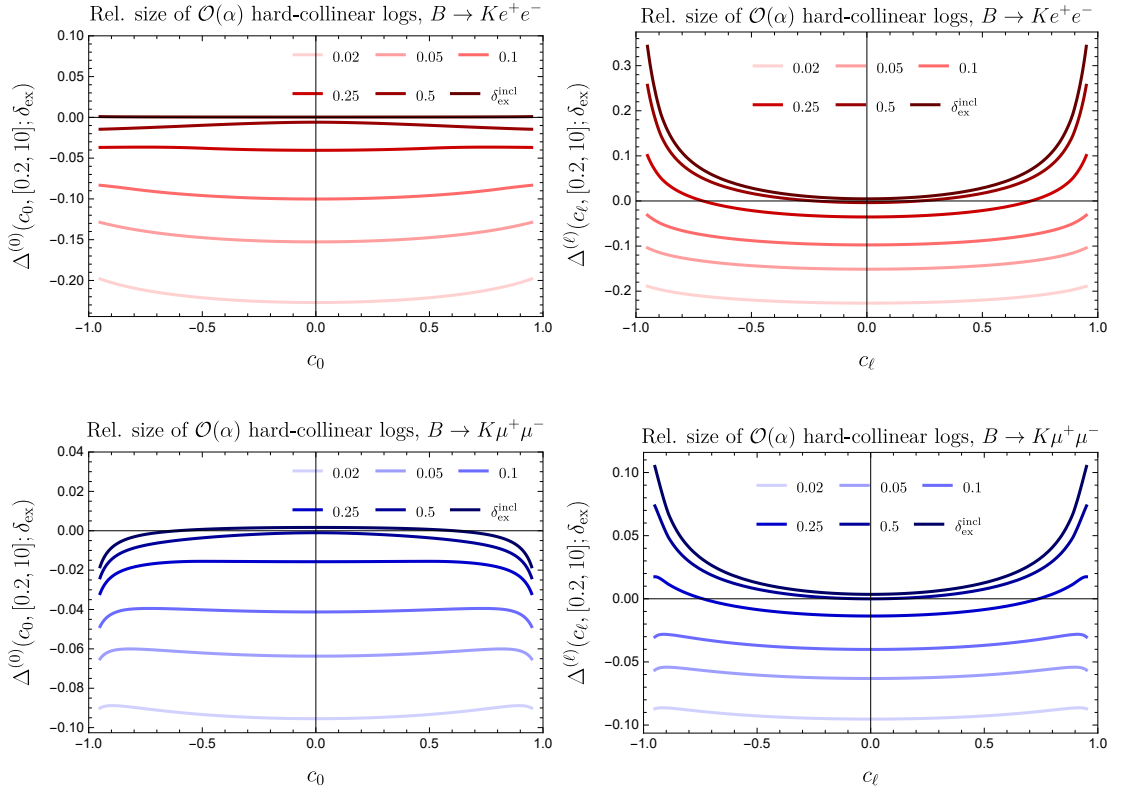 Rel. size of 𝒪(α) hard-collinear logs, B → Ke⁺e⁻
0.02 0.05 0.1
0.25 0.5 δ_ex^incl
Δ^(0)(c_0, [0.2, 10]; δ_ex)
0.10
0.05
0.00
−0.05
−0.10
−0.15
−0.20
−1.0 −0.5 0.0 0.5 1.0
c_0
Rel. size of 𝒪(α) hard-collinear logs, B → Ke⁺e⁻
0.02 0.05 0.1
0.25 0.5 δ_ex^incl
Δ^(ℓ)(c_ℓ, [0.2, 10]; δ_ex)
0.3
0.2
0.1
0.0
−0.1
−0.2
−1.0 −0.5 0.0 0.5 1.0
c_ℓ
Rel. size of 𝒪(α) hard-collinear logs, B → Kμ⁺μ⁻
0.02 0.05 0.1
0.25 0.5 δ_ex^incl
Δ^(0)(c_0, [0.2, 10]; δ_ex)
0.04
0.02
0.00
−0.02
−0.04
−0.06
−0.08
−0.10
−1.0 −0.5 0.0 0.5 1.0
c_0
Rel. size of 𝒪(α) hard-collinear logs, B → Kμ⁺μ⁻
0.02 0.05 0.1
0.25 0.5 δ_ex^incl
Δ^(ℓ)(c_ℓ, [0.2, 10]; δ_ex)
0.10
0.05
0.00
−0.05
−0.10
−1.0 −0.5 0.0 0.5 1.0
c_ℓ